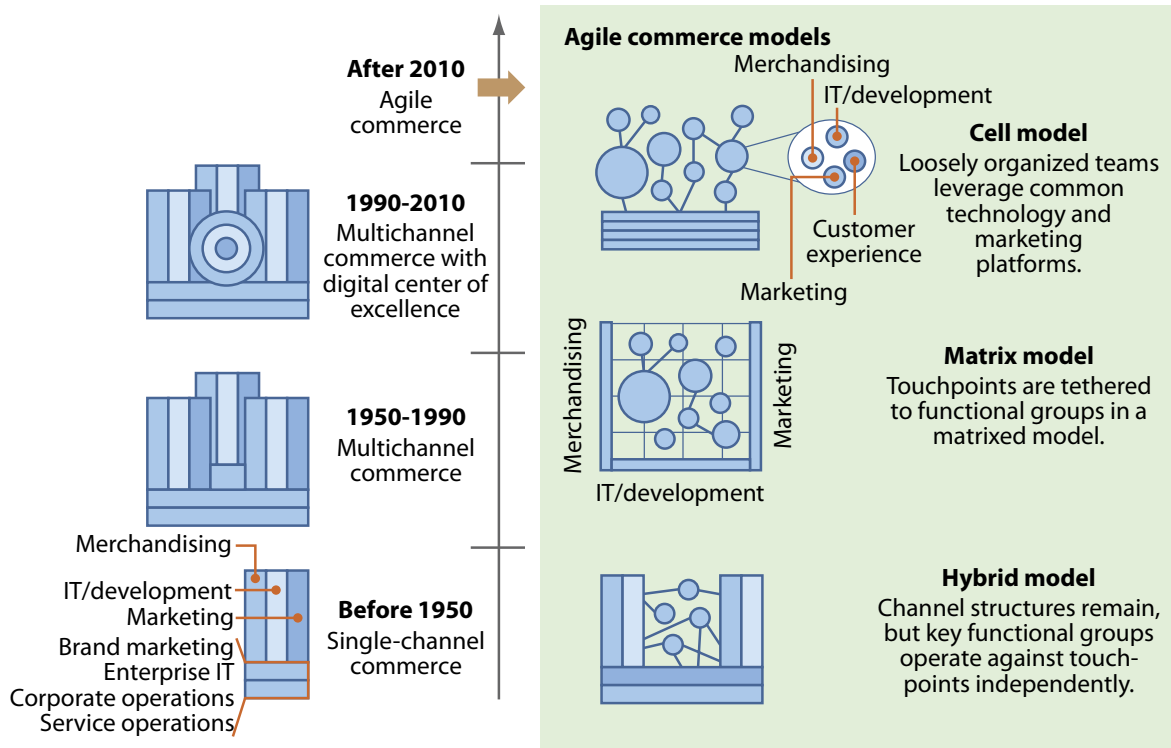 After 2010
Agile
commerce
1990-2010
Multichannel
commerce with
digital center of
excellence
1950-1990
Multichannel
commerce
Merchandising
IT/development
Marketing
Brand marketing
Enterprise IT
Corporate operations
Service operations
Before 1950
Single-channel
commerce
Agile commerce models
Merchandising
IT/development
Customer
experience
Marketing
Cell model
Loosely organized teams
leverage common
technology and
marketing
platforms.
Merchandising
Marketing
IT/development
Matrix model
Touchpoints are tethered
to functional groups in a
matrixed model.
Hybrid model
Channel structures remain,
but key functional groups
operate against touch-
points independently.